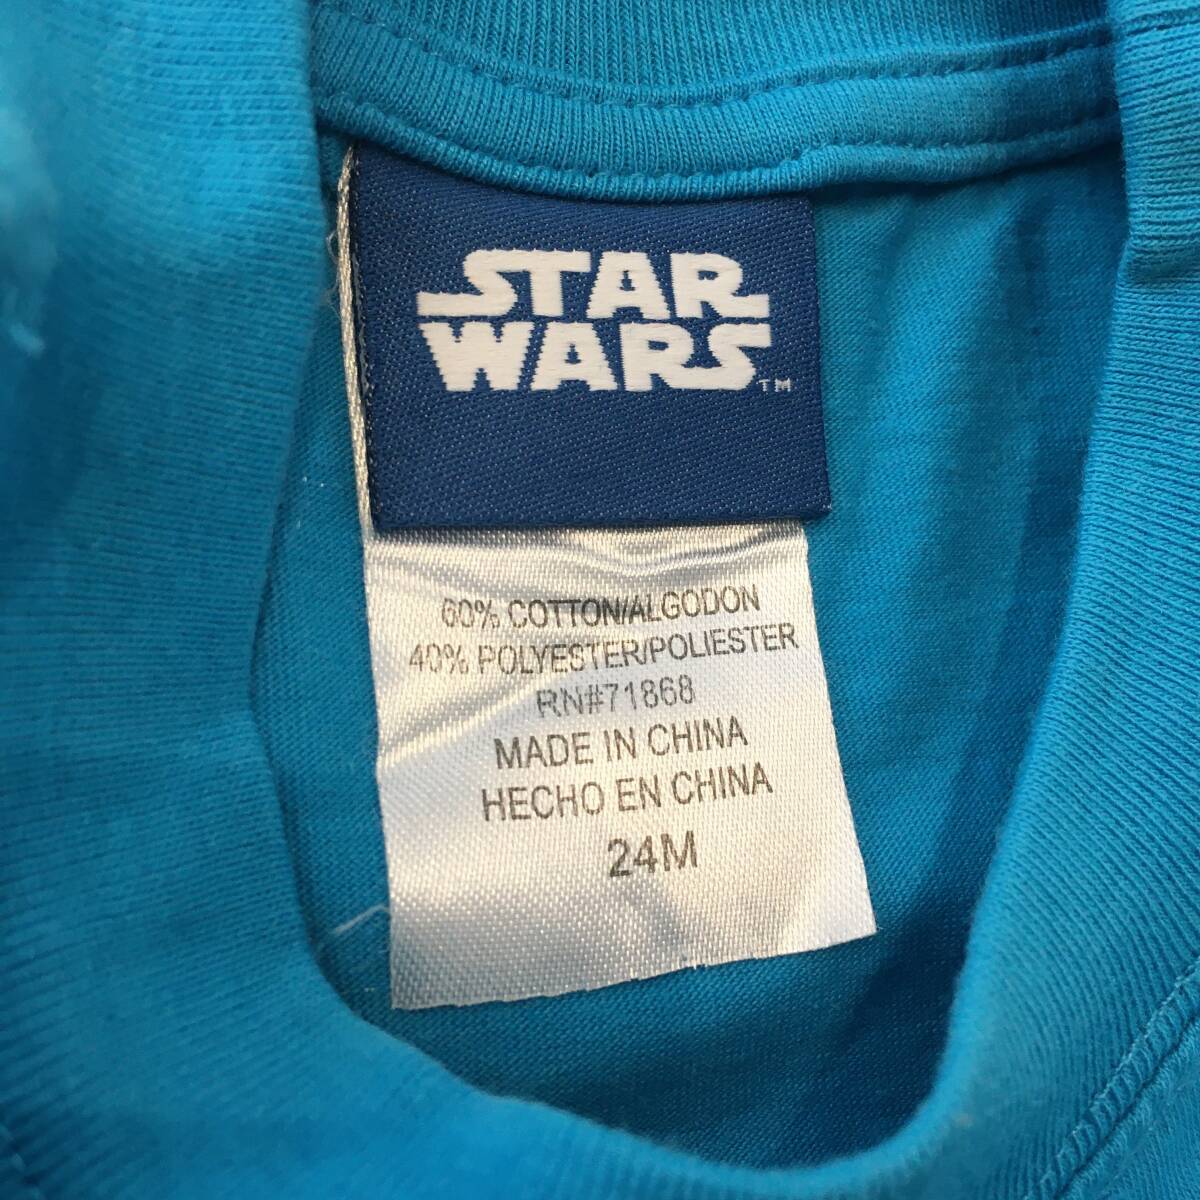 STAR
WARS
TM
60% COTTON/ALGODON
40% POLYESTER/POLIESTER
RN#71868
MADE IN CHINA
HECHO EN CHINA
24M